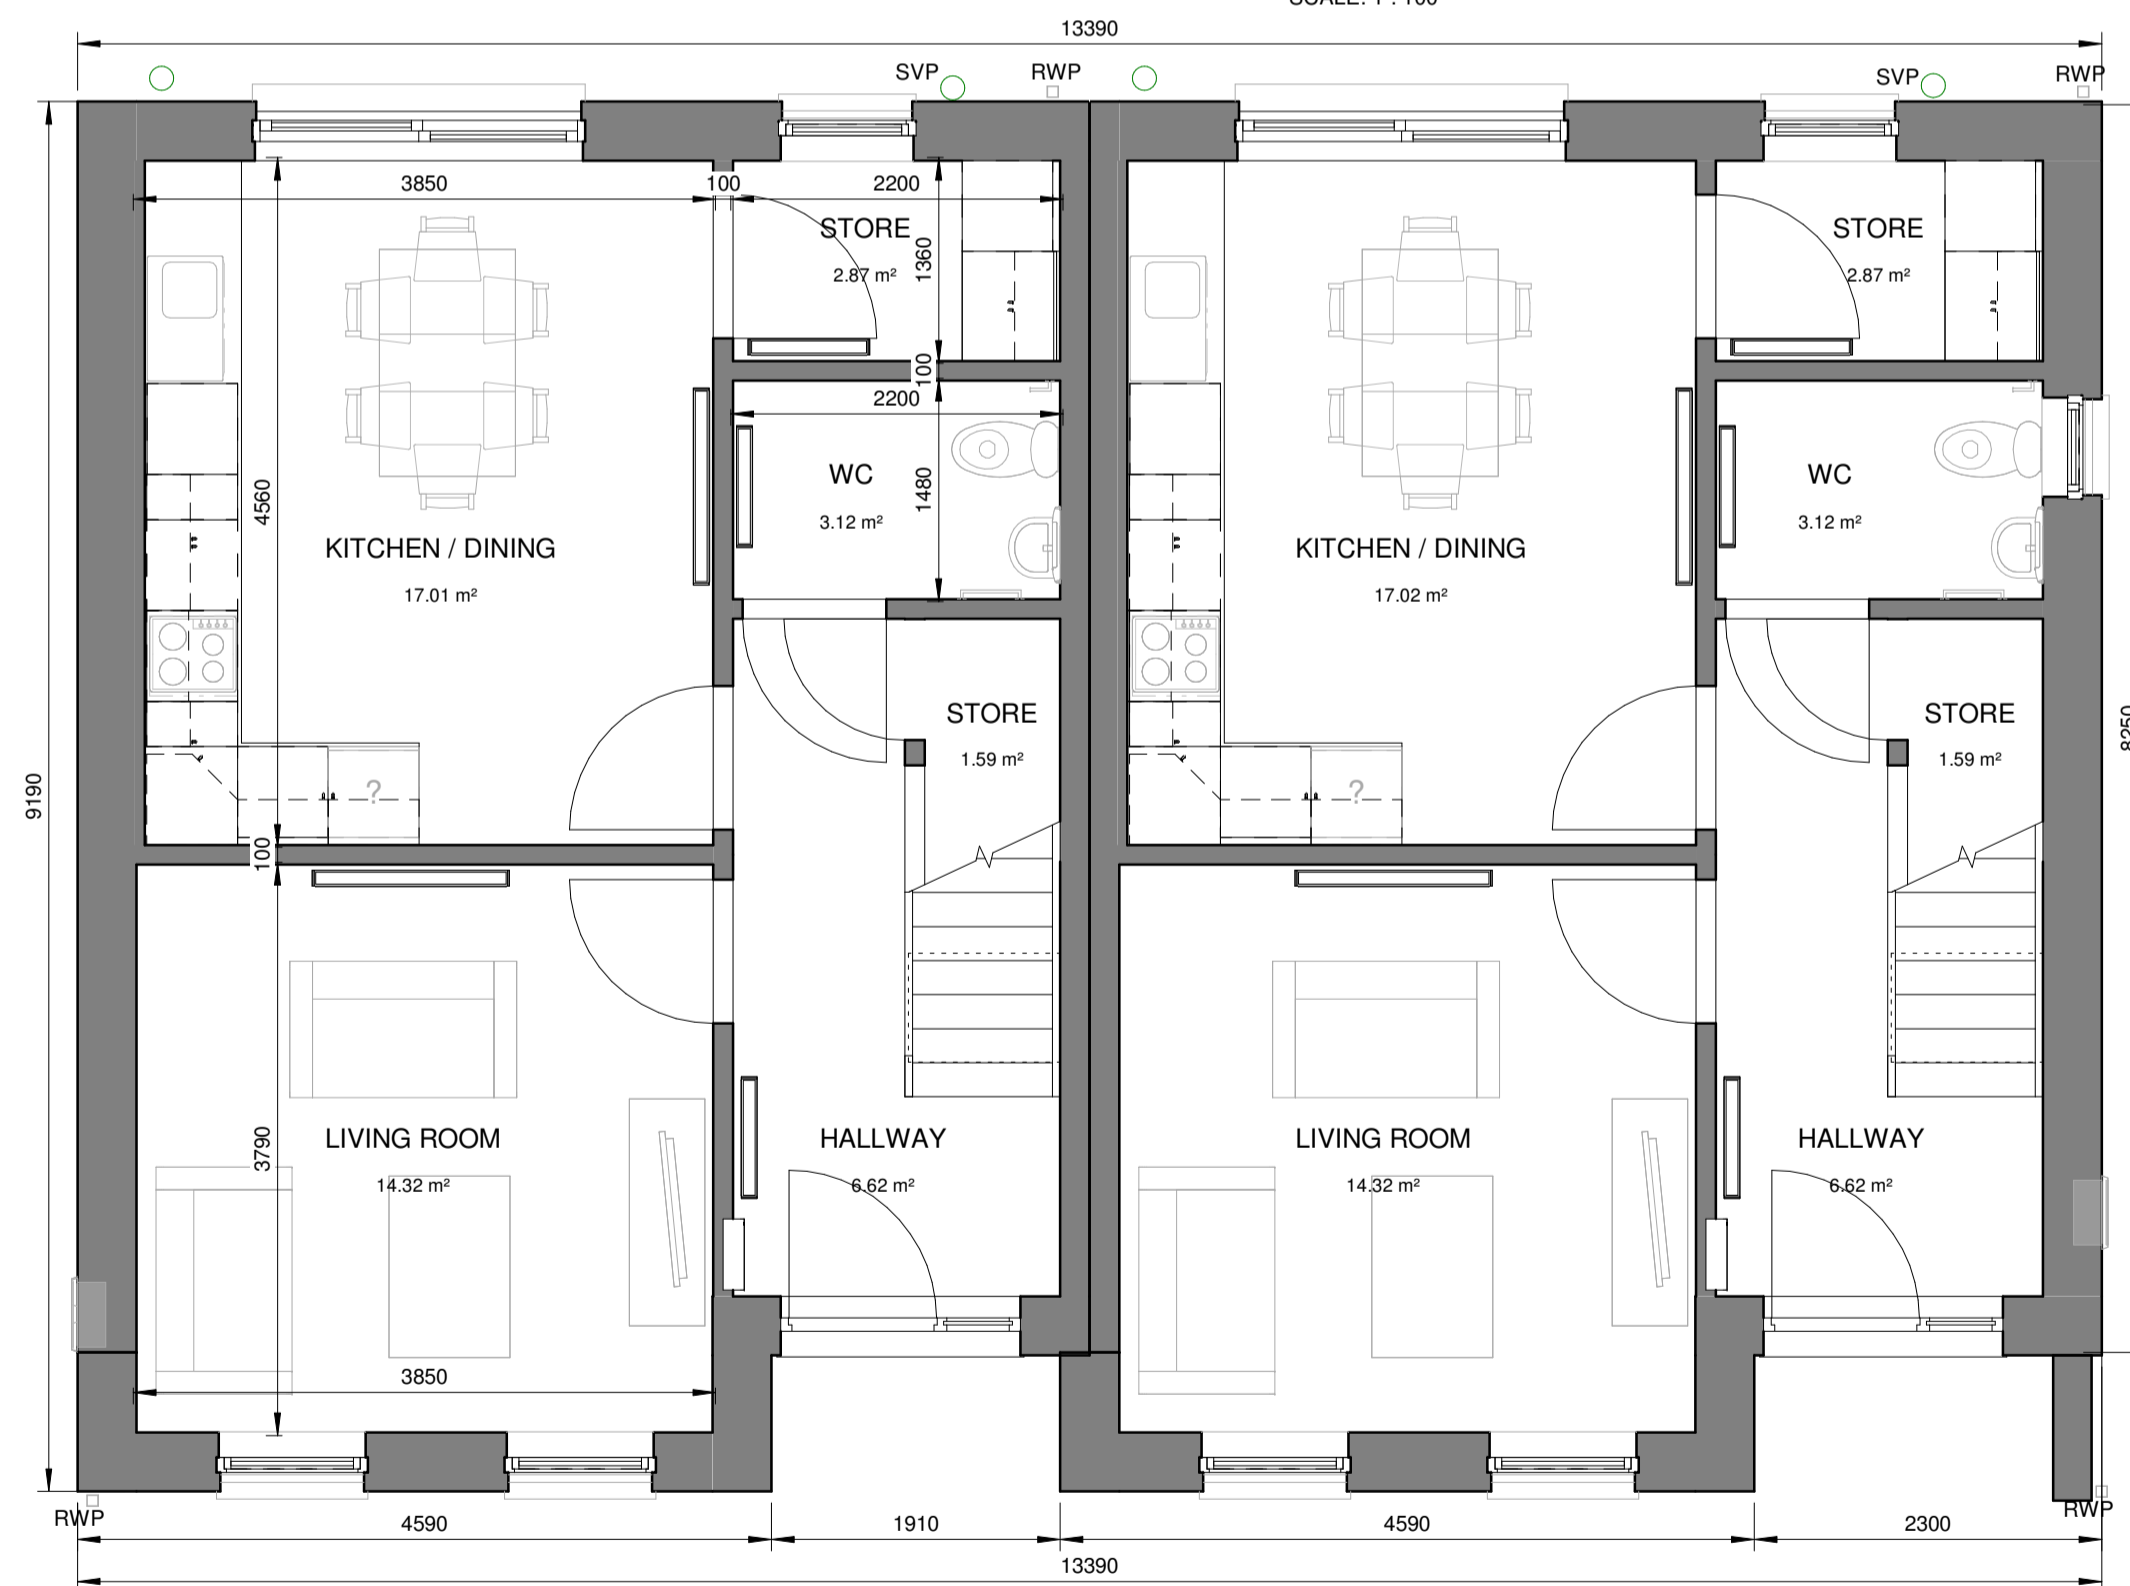 SCALE: 1 : 100
13390
SVP
RWP
SVP
RWP
3850
100
2200
STORE
2.87 m²
1360
STORE
2.87 m²
100
2200
WC
3.12 m²
1480
WC
3.12 m²
4560
KITCHEN / DINING
17.01 m²
KITCHEN / DINING
17.02 m²
STORE
1.59 m²
STORE
1.59 m²
8250
9190
?
?
100
3790
LIVING ROOM
14.32 m²
HALLWAY
6.62 m²
LIVING ROOM
14.32 m²
HALLWAY
6.62 m²
3850
RWP
RWP
4590
1910
4590
2300
13390